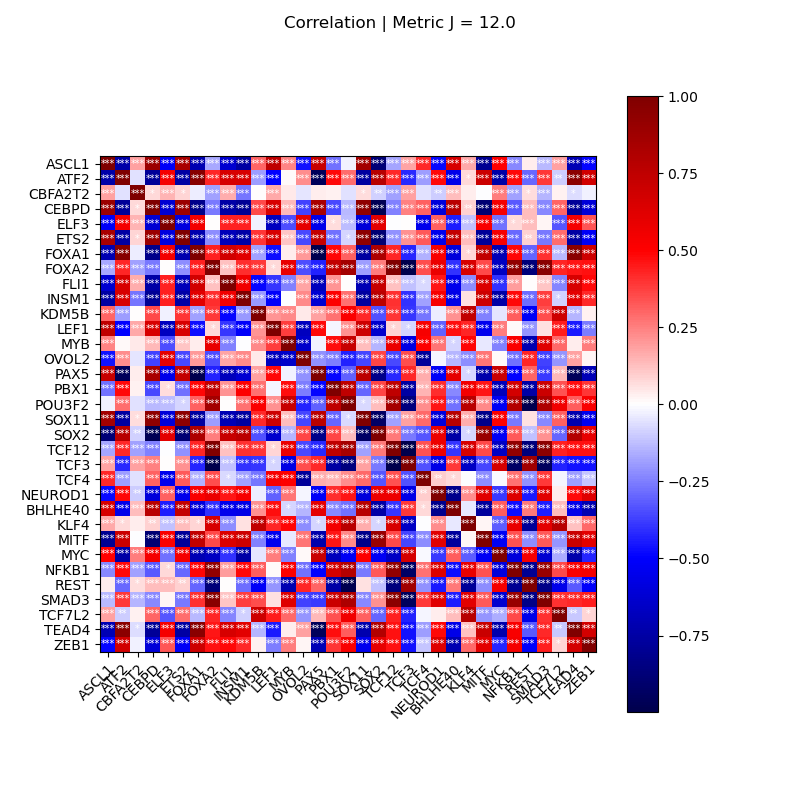 Correlation | Metric J = 12.0
ASCL1
ATF2
CBFA2T2
CEBPD
ELF3
ETS2
FOXA1
FOXA2
FLI1
INSM1
KDM5B
LEF1
MYB
OVOL2
PAX5
PBX1
POU3F2
SOX11
SOX2
TCF12
TCF3
TCF4
NEUROD1
BHLHE40
KLF4
MITF
MYC
NFKB1
REST
SMAD3
TCF7L2
TEAD4
ZEB1
ASCL1
ATF2
CBFA2T2
CEBPD
ELF3
ETS2
FOXA1
FOXA2
FLI1
INSM1
KDM5B
LEF1
MYB
OVOL2
PAX5
PBX1
POU3F2
SOX11
SOX2
TCF12
TCF3
TCF4
NEUROD1
BHLHE40
KLF4
MITF
MYC
NFKB1
REST
SMAD3
TCF7L2
TEAD4
ZEB1
1.00
0.75
0.50
0.25
0.00
−0.25
−0.50
−0.75